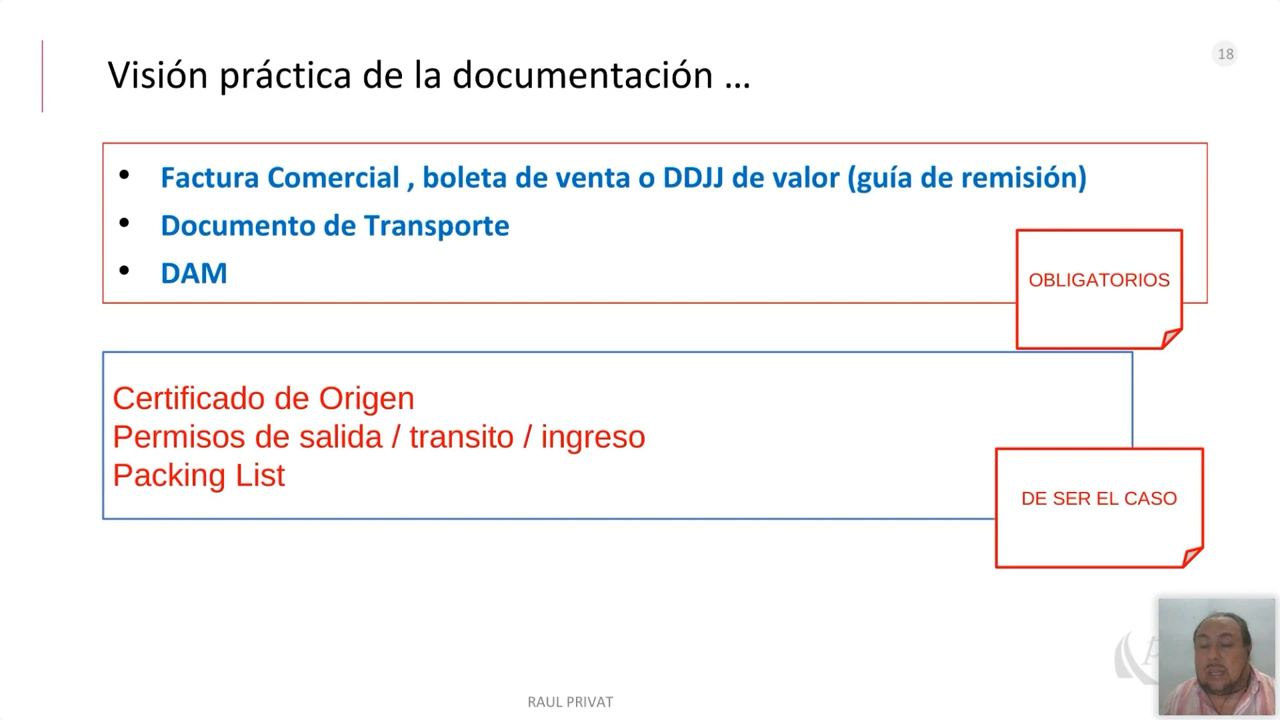 18
Visión práctica de la documentación ...
• Factura Comercial , boleta de venta o DDJJ de valor (guía de remisión)
• Documento de Transporte
• DAM
OBLIGATORIOS
Certificado de Origen
Permisos de salida / transito / ingreso
Packing List
DE SER EL CASO
RAUL PRIVAT